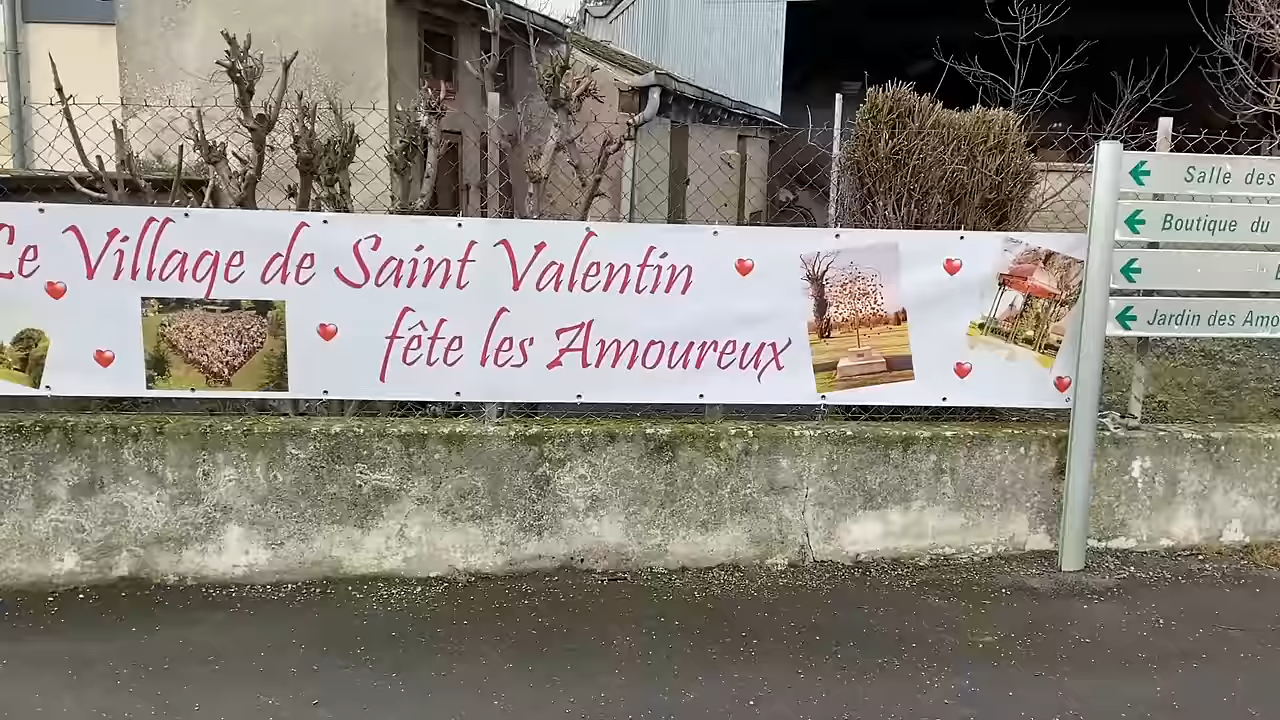 Le Village de Saint Valentin
fête les Amoureux
Salle des
Boutique du
Jardin des Amo